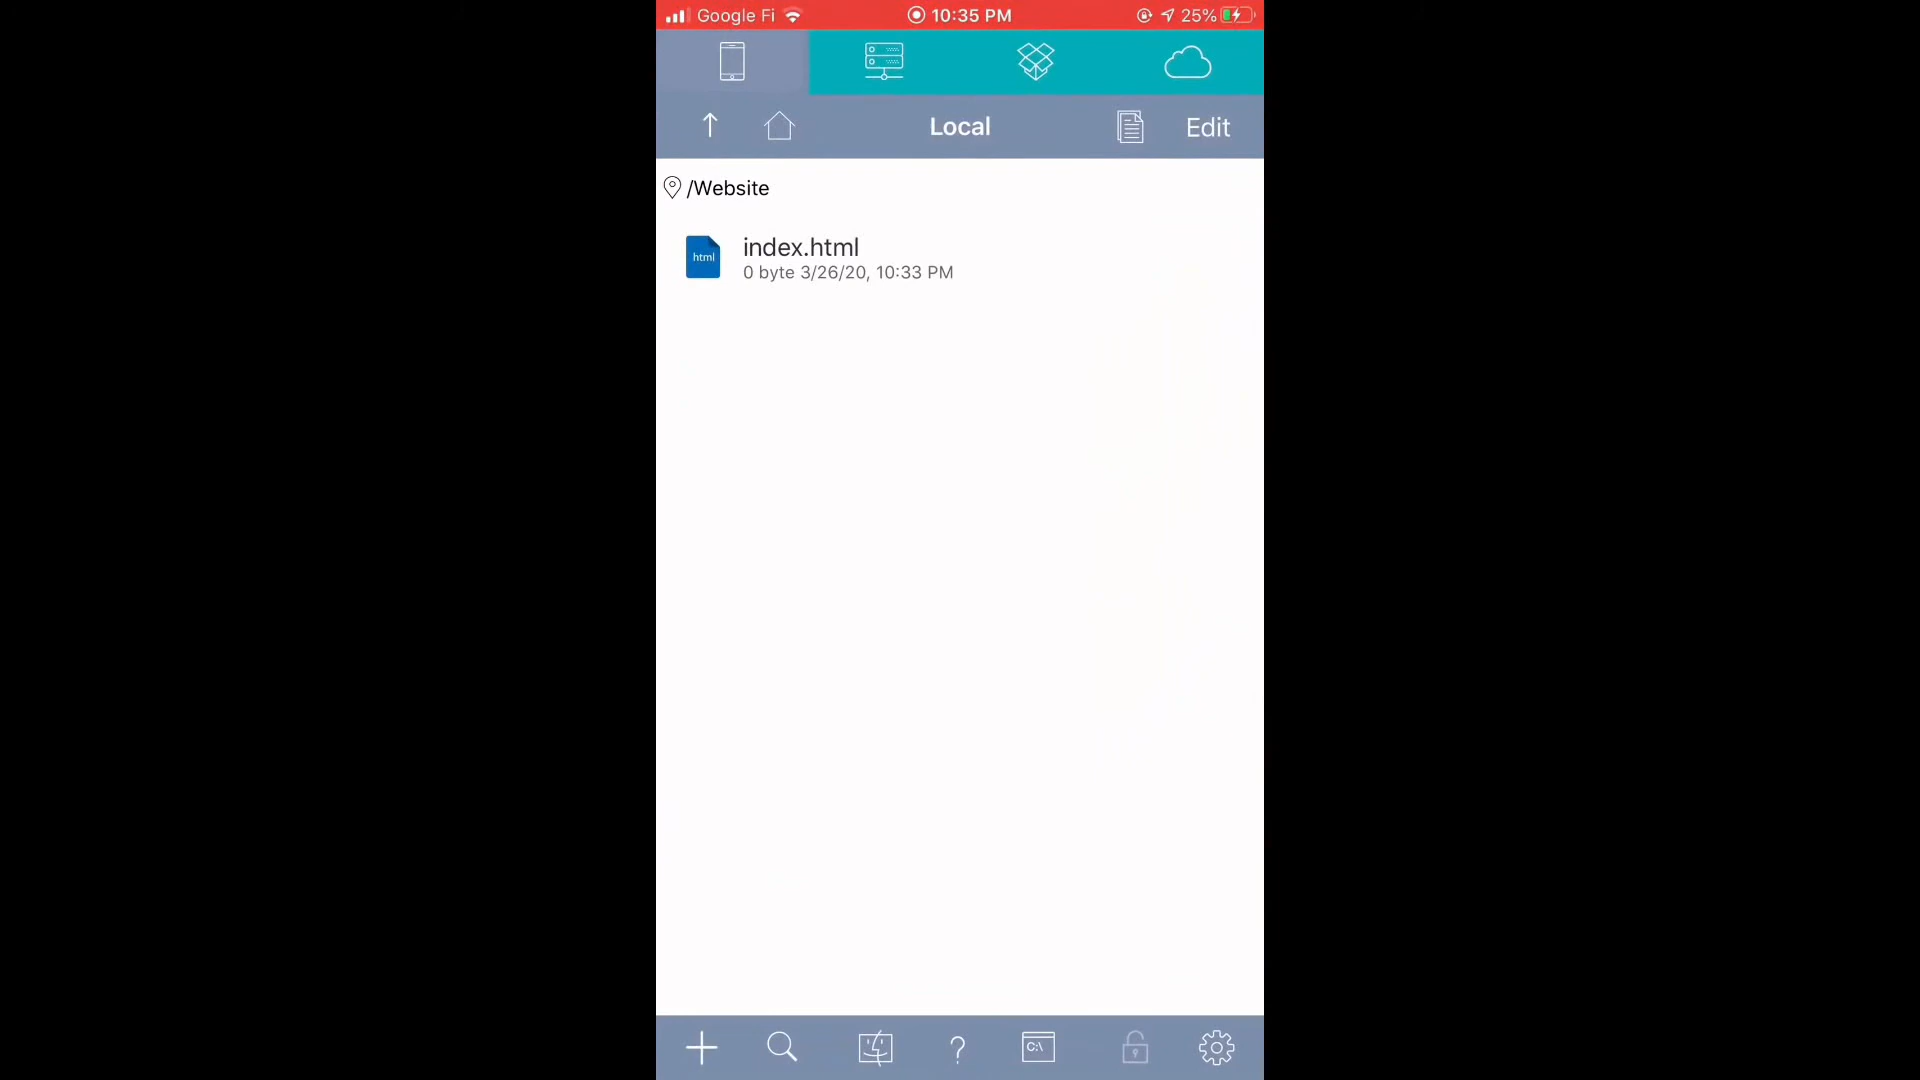 Google Fi 10:35 PM 25%
Local Edit
/Website
html
index.html
0 byte 3/26/20, 10:33 PM
? C:\